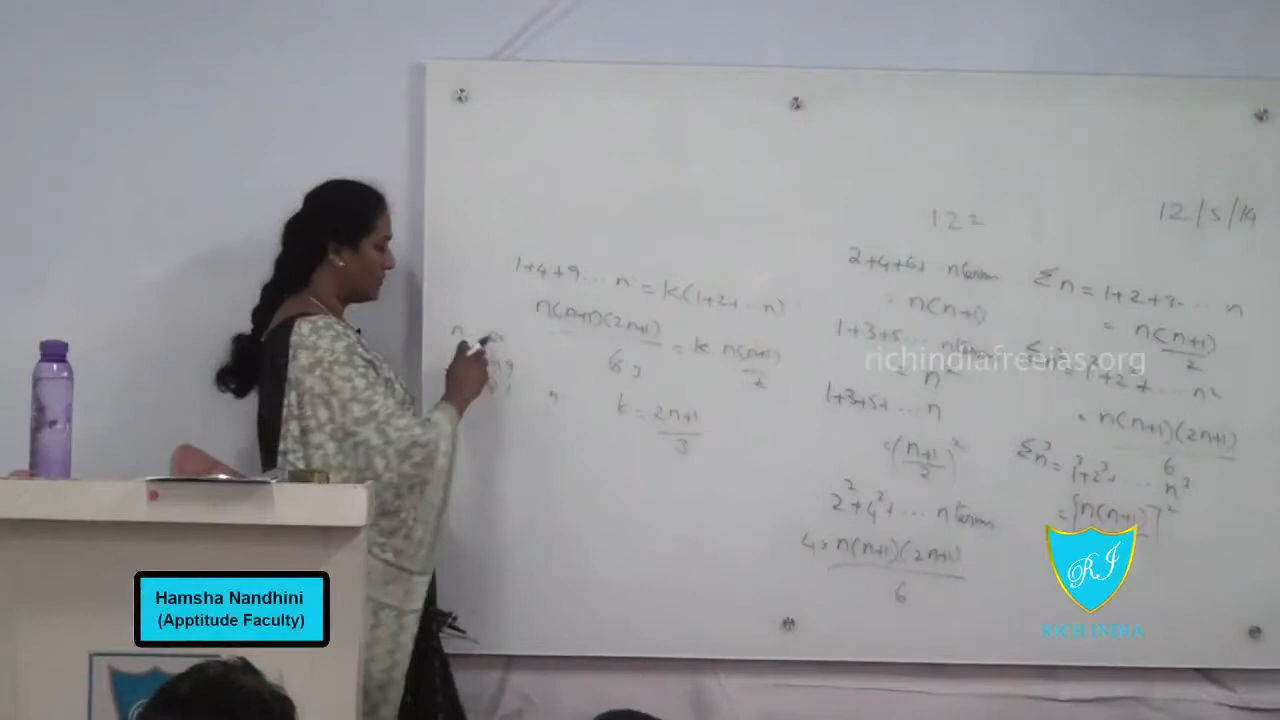 122
12/5/14
1+4+9... n = k(1+2+...n)
n(n+1)(2n+1)/6 = k n(n+1)/2
k = 2n+1/3
n
2+4+6+ n terms
= n(n+1)
1+3+5 n terms
= n²
1+3+5+...n
= (n+1/2)²
2²+4²+... n terms
4× n(n+1)(2n+1)/6
Σn = 1+2+3... n
= n(n+1)/2
Σn² = 1²+2²+... n²
= n(n+1)(2n+1)/6
Σn³ = 1³+2³+... n³
= [n(n+1)]²
richindiafreeias.org
RI
RICH INDIA
Hamsha Nandhini
(Apptitude Faculty)